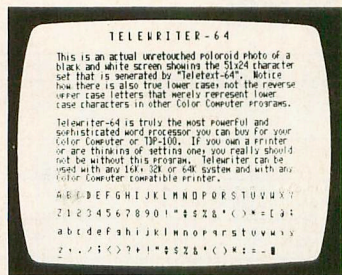 TELEWRITER-64
This is an actual unretouched poloroid photo of a
black and white screen showing the 51x24 character
set that is generated by "Teletext-64". Notice
how there is also true lower case, not the reverse
upper case letters that merely represent lower
case characters in other Color Computer programs.
Telewriter-64 is truly the most powerful and
sophisticated word processor you can buy for your
Color Computer or TDP-100. If you own a printer
or are thinking of setting one, you really should
not be without this program. Telewriter can be
used with any 16K, 32K or 64K system and with any
Color Computer compatible printer.
A B C D E F G H I J K L M N O P Q R S T U V W X Y
Z 1 2 3 4 5 6 7 8 9 0 ! " # $ % & ' ( ) * = [
a b c d e f g h i j k l m n o p q r s t u v w x y
z , . / ; < > ? + ! " # $ % & ' ( ) * : = -